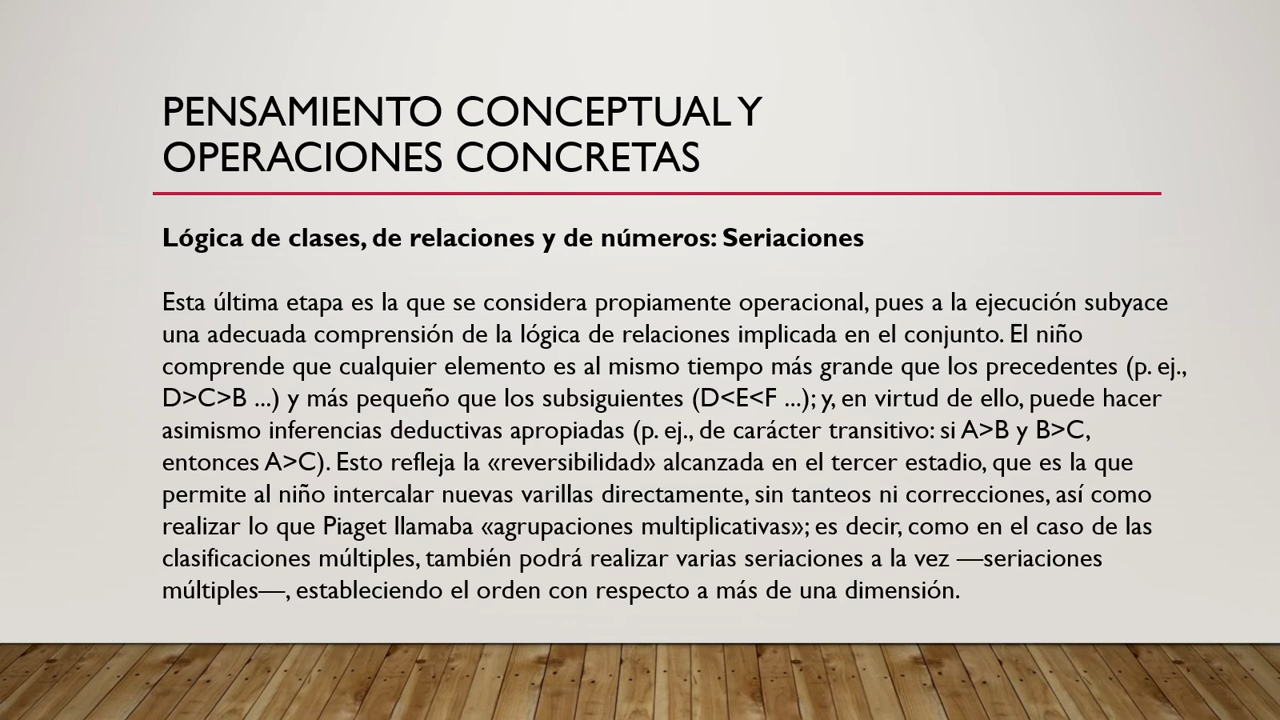 PENSAMIENTO CONCEPTUAL Y
OPERACIONES CONCRETAS
Lógica de clases, de relaciones y de números: Seriaciones
Esta última etapa es la que se considera propiamente operacional, pues a la ejecución subyace
una adecuada comprensión de la lógica de relaciones implicada en el conjunto. El niño
comprende que cualquier elemento es al mismo tiempo más grande que los precedentes (p. ej.,
D>C>B ...) y más pequeño que los subsiguientes (D<E<F ...); y, en virtud de ello, puede hacer
asimismo inferencias deductivas apropiadas (p. ej., de carácter transitivo: si A>B y B>C,
entonces A>C). Esto refleja la «reversibilidad» alcanzada en el tercer estadio, que es la que
permite al niño intercalar nuevas varillas directamente, sin tanteos ni correcciones, así como
realizar lo que Piaget llamaba «agrupaciones multiplicativas»; es decir, como en el caso de las
clasificaciones múltiples, también podrá realizar varias seriaciones a la vez —seriaciones
múltiples—, estableciendo el orden con respecto a más de una dimensión.